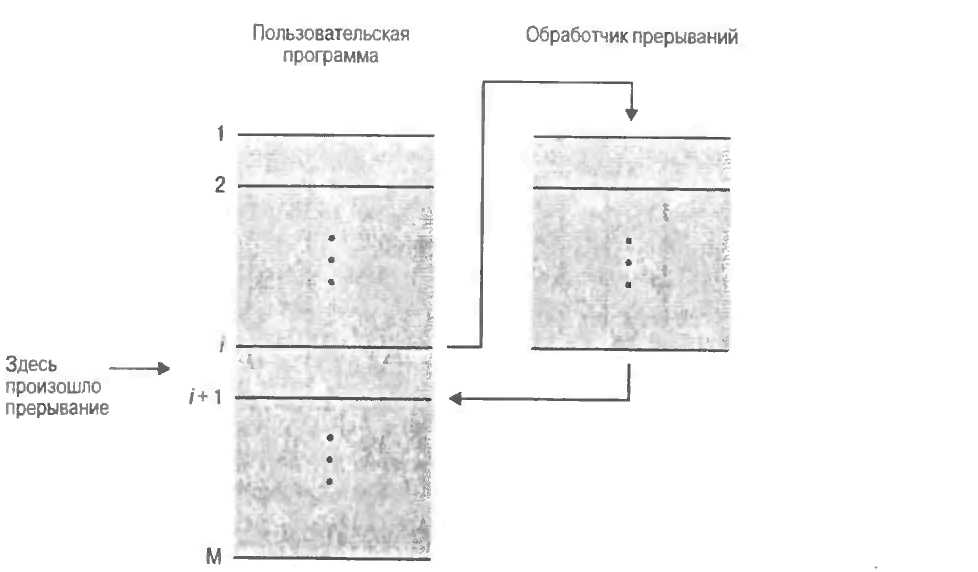 Пользовательская
программа
Обработчик прерываний
1
2
i
Здесь
произошло
прерывание
i + 1
M